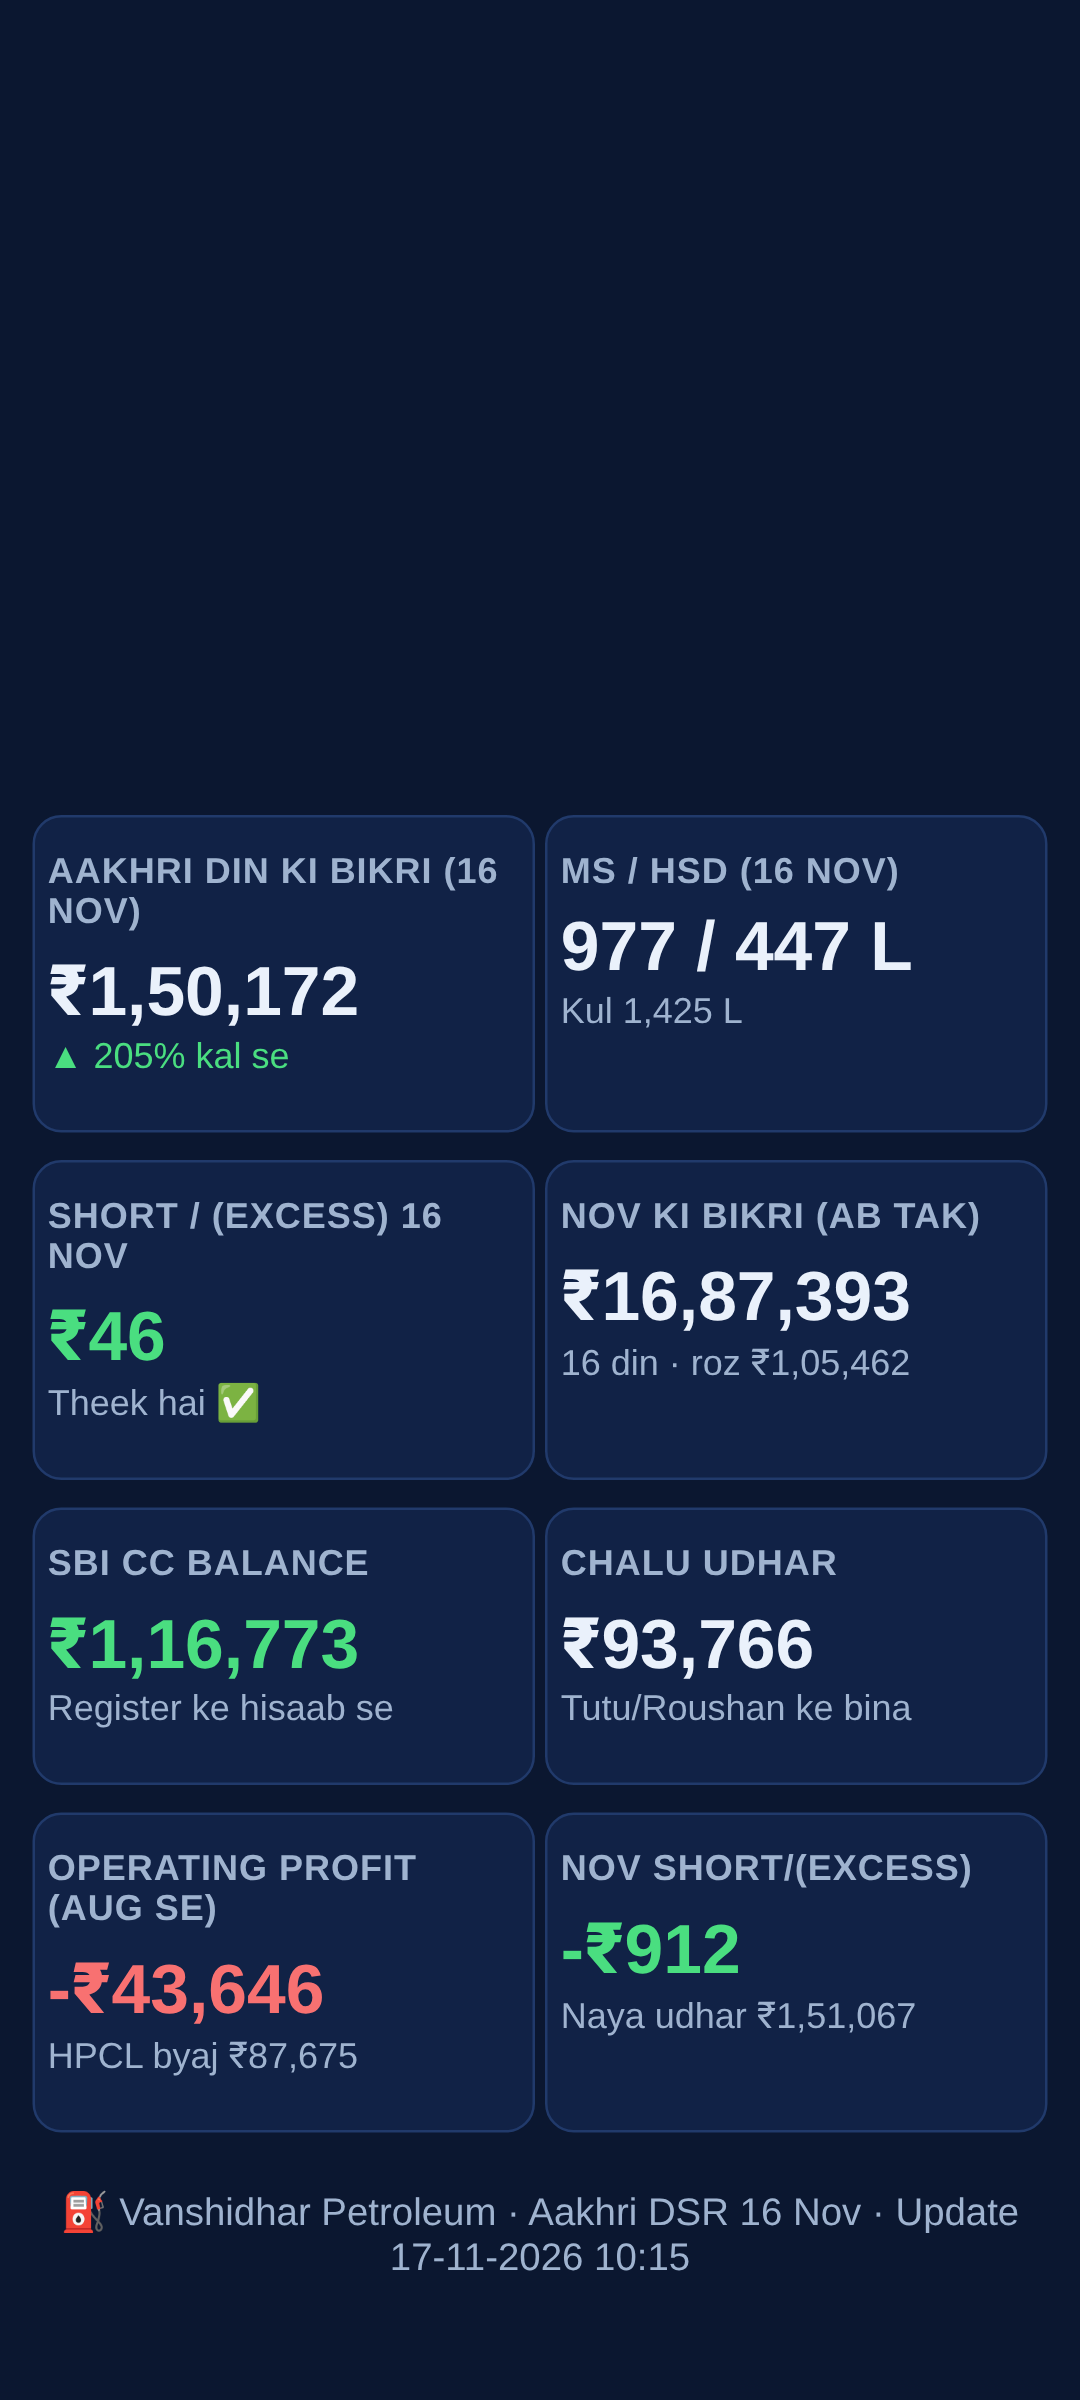 AAKHRI DIN KI BIKRI (16
NOV)
₹1,50,172
▲ 205% kal se
MS / HSD (16 NOV)
977 / 447 L
Kul 1,425 L
SHORT / (EXCESS) 16
NOV
₹46
Theek hai ✅
NOV KI BIKRI (AB TAK)
₹16,87,393
16 din · roz ₹1,05,462
SBI CC BALANCE
₹1,16,773
Register ke hisaab se
CHALU UDHAR
₹93,766
Tutu/Roushan ke bina
OPERATING PROFIT
(AUG SE)
-₹43,646
HPCL byaj ₹87,675
NOV SHORT/(EXCESS)
-₹912
Naya udhar ₹1,51,067
⛽ Vanshidhar Petroleum · Aakhri DSR 16 Nov · Update
17-11-2026 10:15